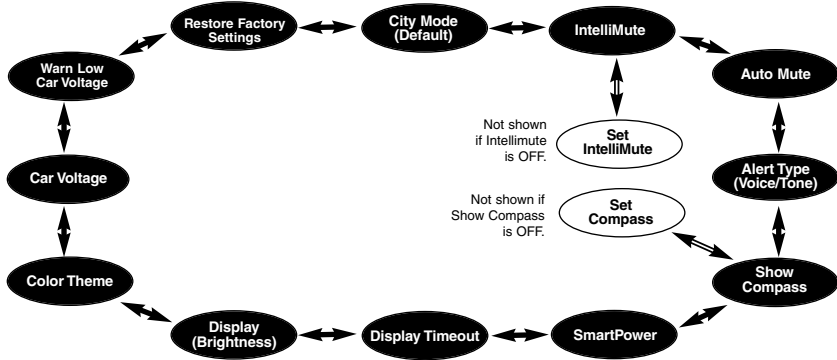 Restore Factory
Settings
City Mode
(Default)
IntelliMute
Warn Low
Car Voltage
Auto Mute
Not shown
if Intellimute
is OFF.
Set
IntelliMute
Car Voltage
Alert Type
(Voice/Tone)
Not shown if
Show Compass
is OFF.
Set
Compass
Color Theme
Show
Compass
Display
(Brightness)
Display Timeout
SmartPower